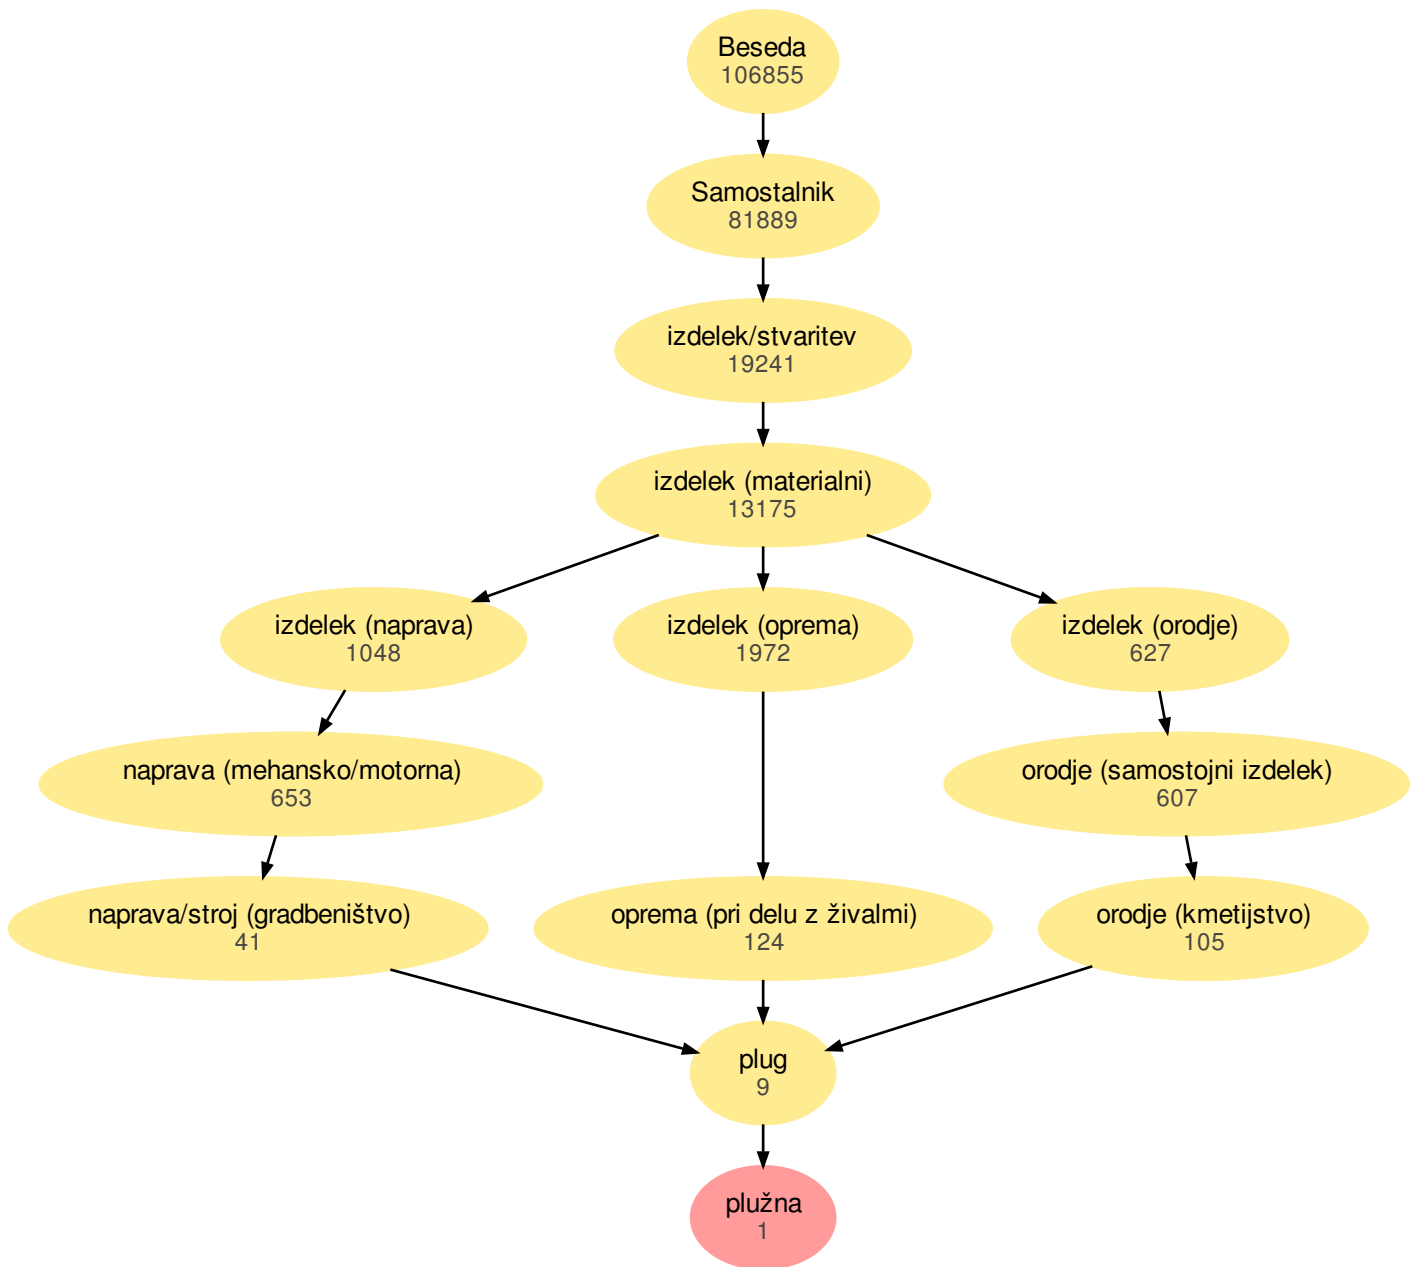 Beseda
106855
Samostalnik
81889
izdelek/stvaritev
19241
izdelek (materialni)
13175
izdelek (naprava)
1048
izdelek (oprema)
1972
izdelek (orodje)
627
naprava (mehansko/motorna)
653
orodje (samostojni izdelek)
607
naprava/stroj (gradbeništvo)
41
oprema (pri delu z živalmi)
124
orodje (kmetijstvo)
105
plug
9
plužna
1